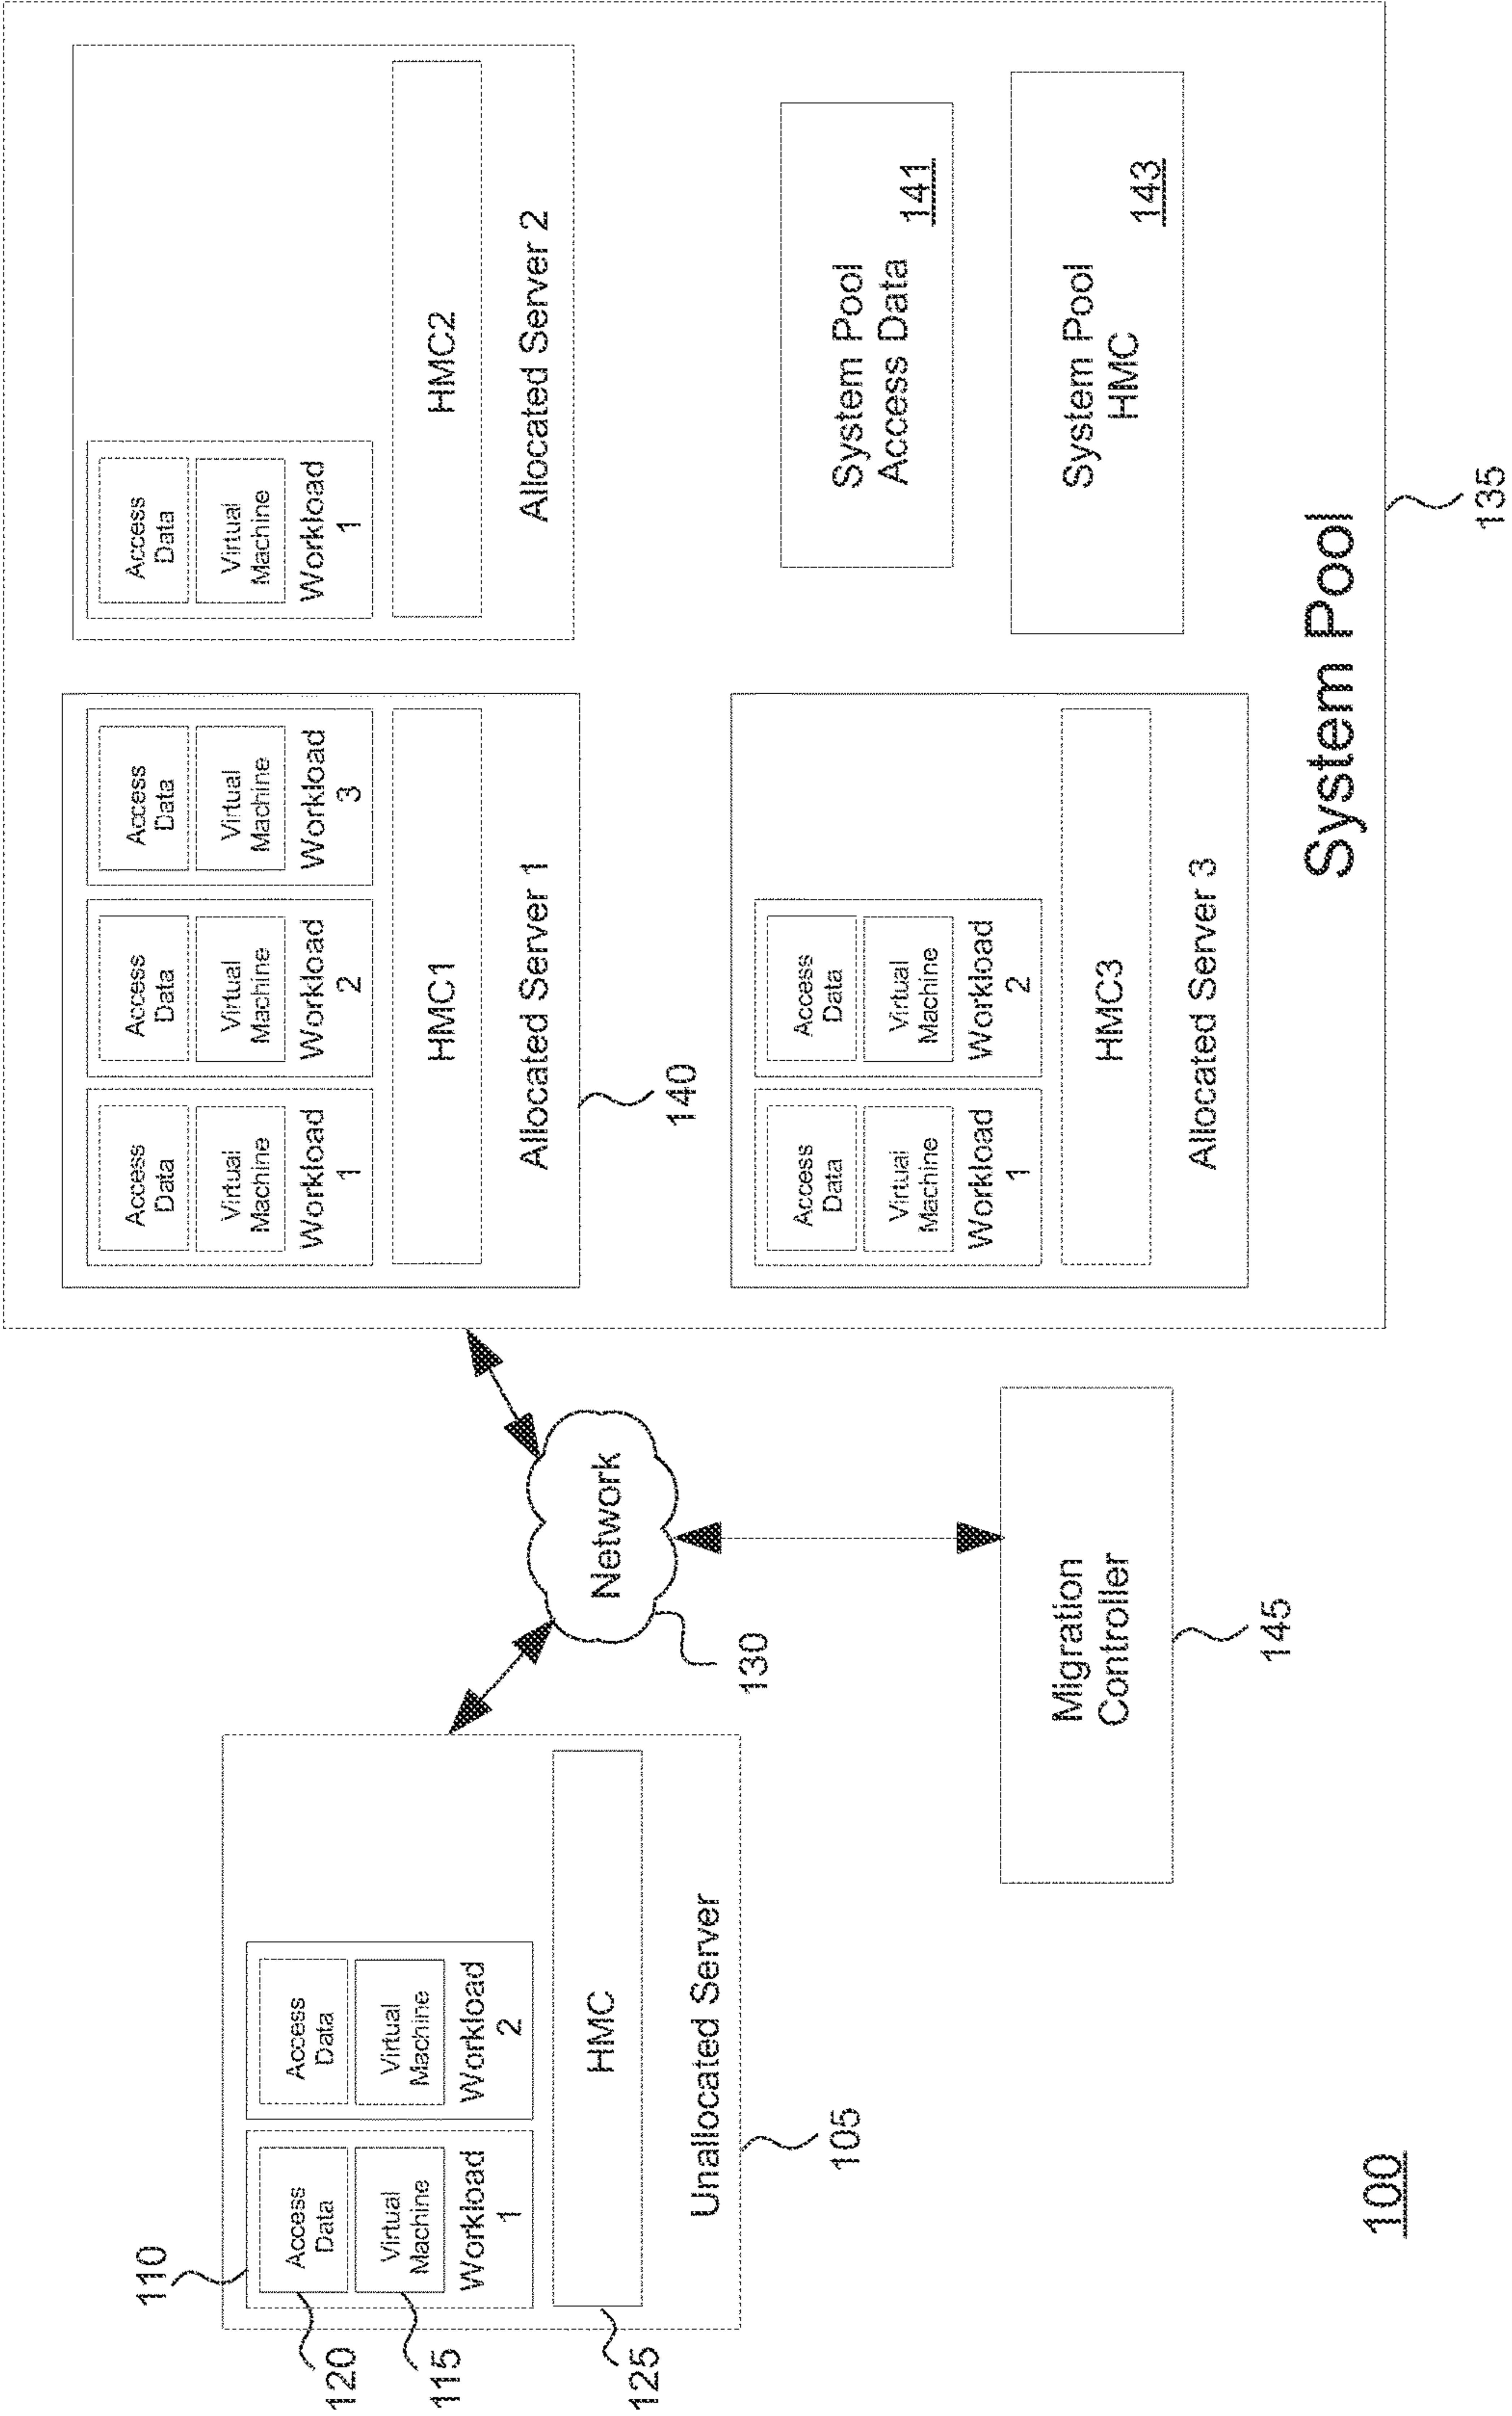 110
120
115
125
Access
Data
Virtual
Machine
Workload
1
Access
Data
Virtual
Machine
Workload
2
HMC
Unallocated Server
105
Network
130
Migration
Controller
145
Access
Data
Virtual
Machine
Workload
1
Access
Data
Virtual
Machine
Workload
2
Access
Data
Virtual
Machine
Workload
3
HMC1
Allocated Server 1
140
Access
Data
Virtual
Machine
Workload
1
HMC2
Allocated Server 2
Access
Data
Virtual
Machine
Workload
1
Access
Data
Virtual
Machine
Workload
2
HMC3
Allocated Server 3
System Pool
Access Data
141
System Pool
HMC
143
System Pool
135
100